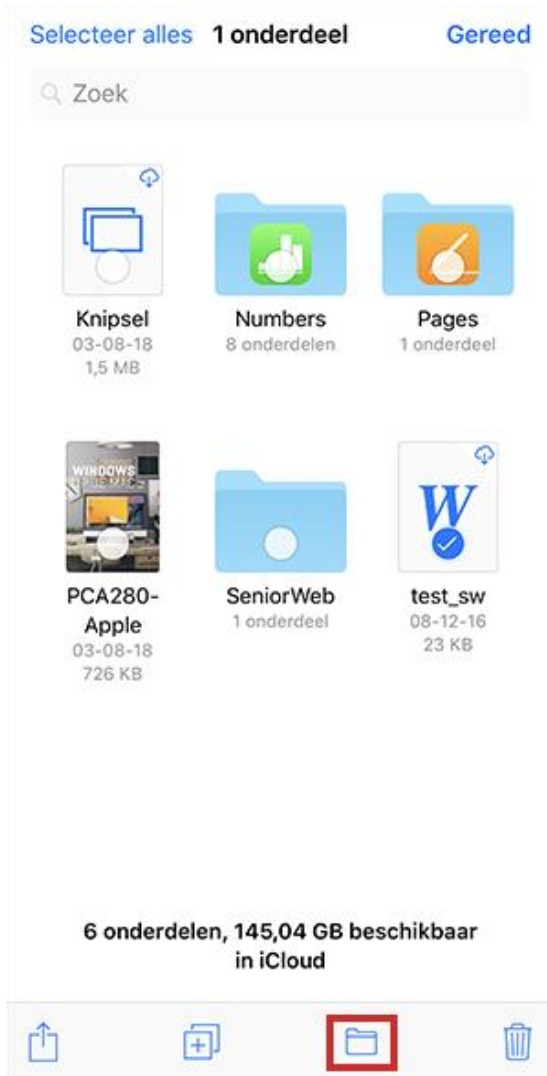 Selecteer alles 1 onderdeel Gereed
Zoek
Knipsel
03-08-18
1,5 MB
Numbers
8 onderdelen
Pages
1 onderdeel
WINDOWS
PCA280-
Apple
03-08-18
726 KB
SeniorWeb
1 onderdeel
W
test_sw
08-12-16
23 KB
6 onderdelen, 145,04 GB beschikbaar
in iCloud